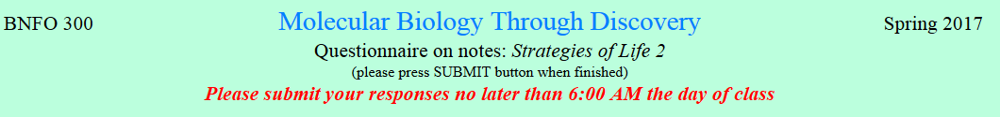 BNFO 300 Molecular Biology Through Discovery Spring 2017
Questionnaire on notes: Strategies of Life 2
(please press SUBMIT button when finished)
Please submit your responses no later than 6:00 AM the day of class